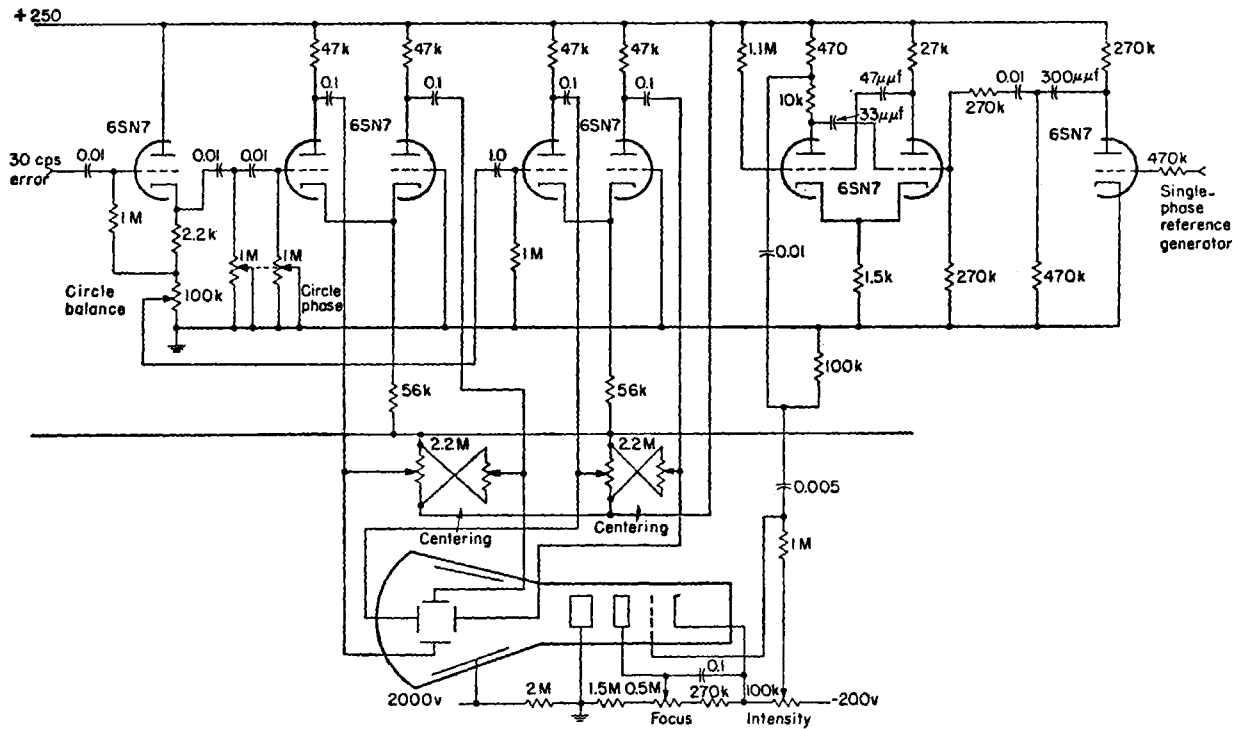 +250
47k
47k
47k
47k
1.1M
470
27k
270k
0.1
0.1
0.1
0.1
47µµf
0.01
300µµf
10k
270k
33µµf
6SN7
6SN7
6SN7
6SN7
30 cps
error
0.01
0.01
0.01
1.0
6SN7
470k
Single-
phase
reference
generator
1M
2.2k
1M
1M
1M
0.01
1.5k
270k
470k
Circle
balance
100k
Circle
phase
100k
56k
56k
2.2M
2.2M
0.005
Centering
Centering
1M
0.1
2000v
2M
1.5M
0.5M
270k
100k
-200v
Focus
Intensity